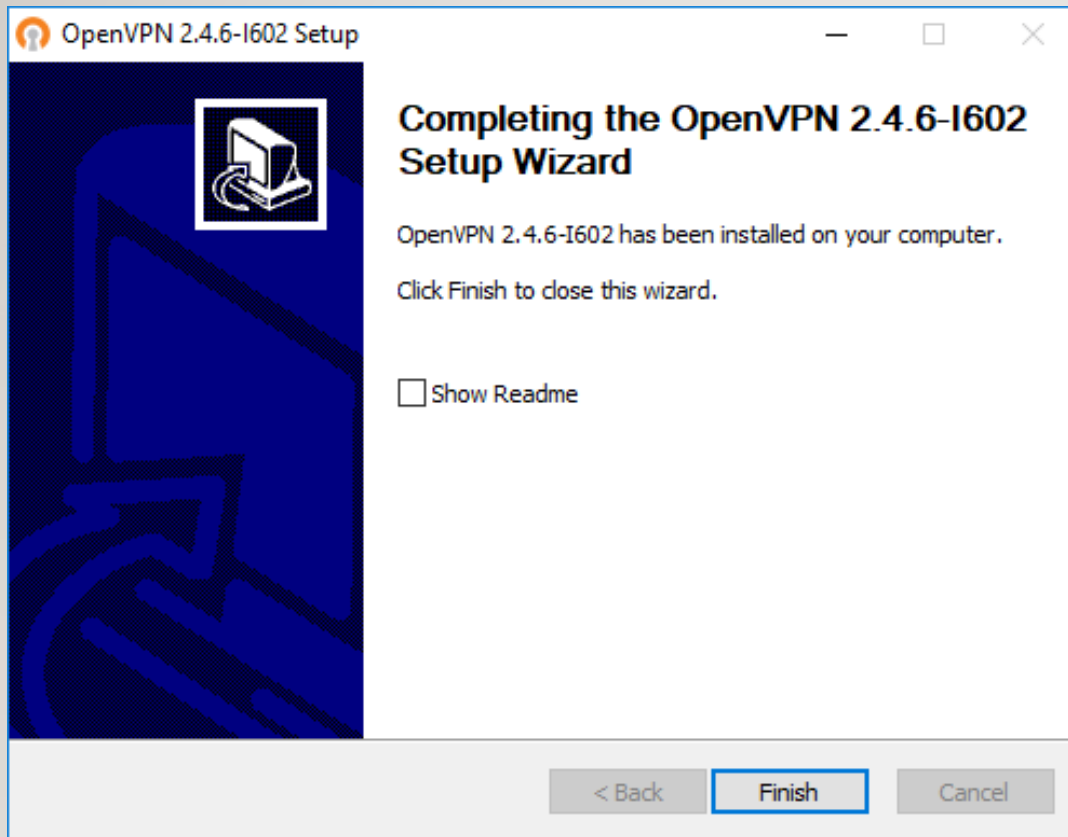 OpenVPN 2.4.6-I602 Setup
Completing the OpenVPN 2.4.6-I602
Setup Wizard
OpenVPN 2.4.6-I602 has been installed on your computer.
Click Finish to close this wizard.
Show Readme
< Back
Finish
Cancel